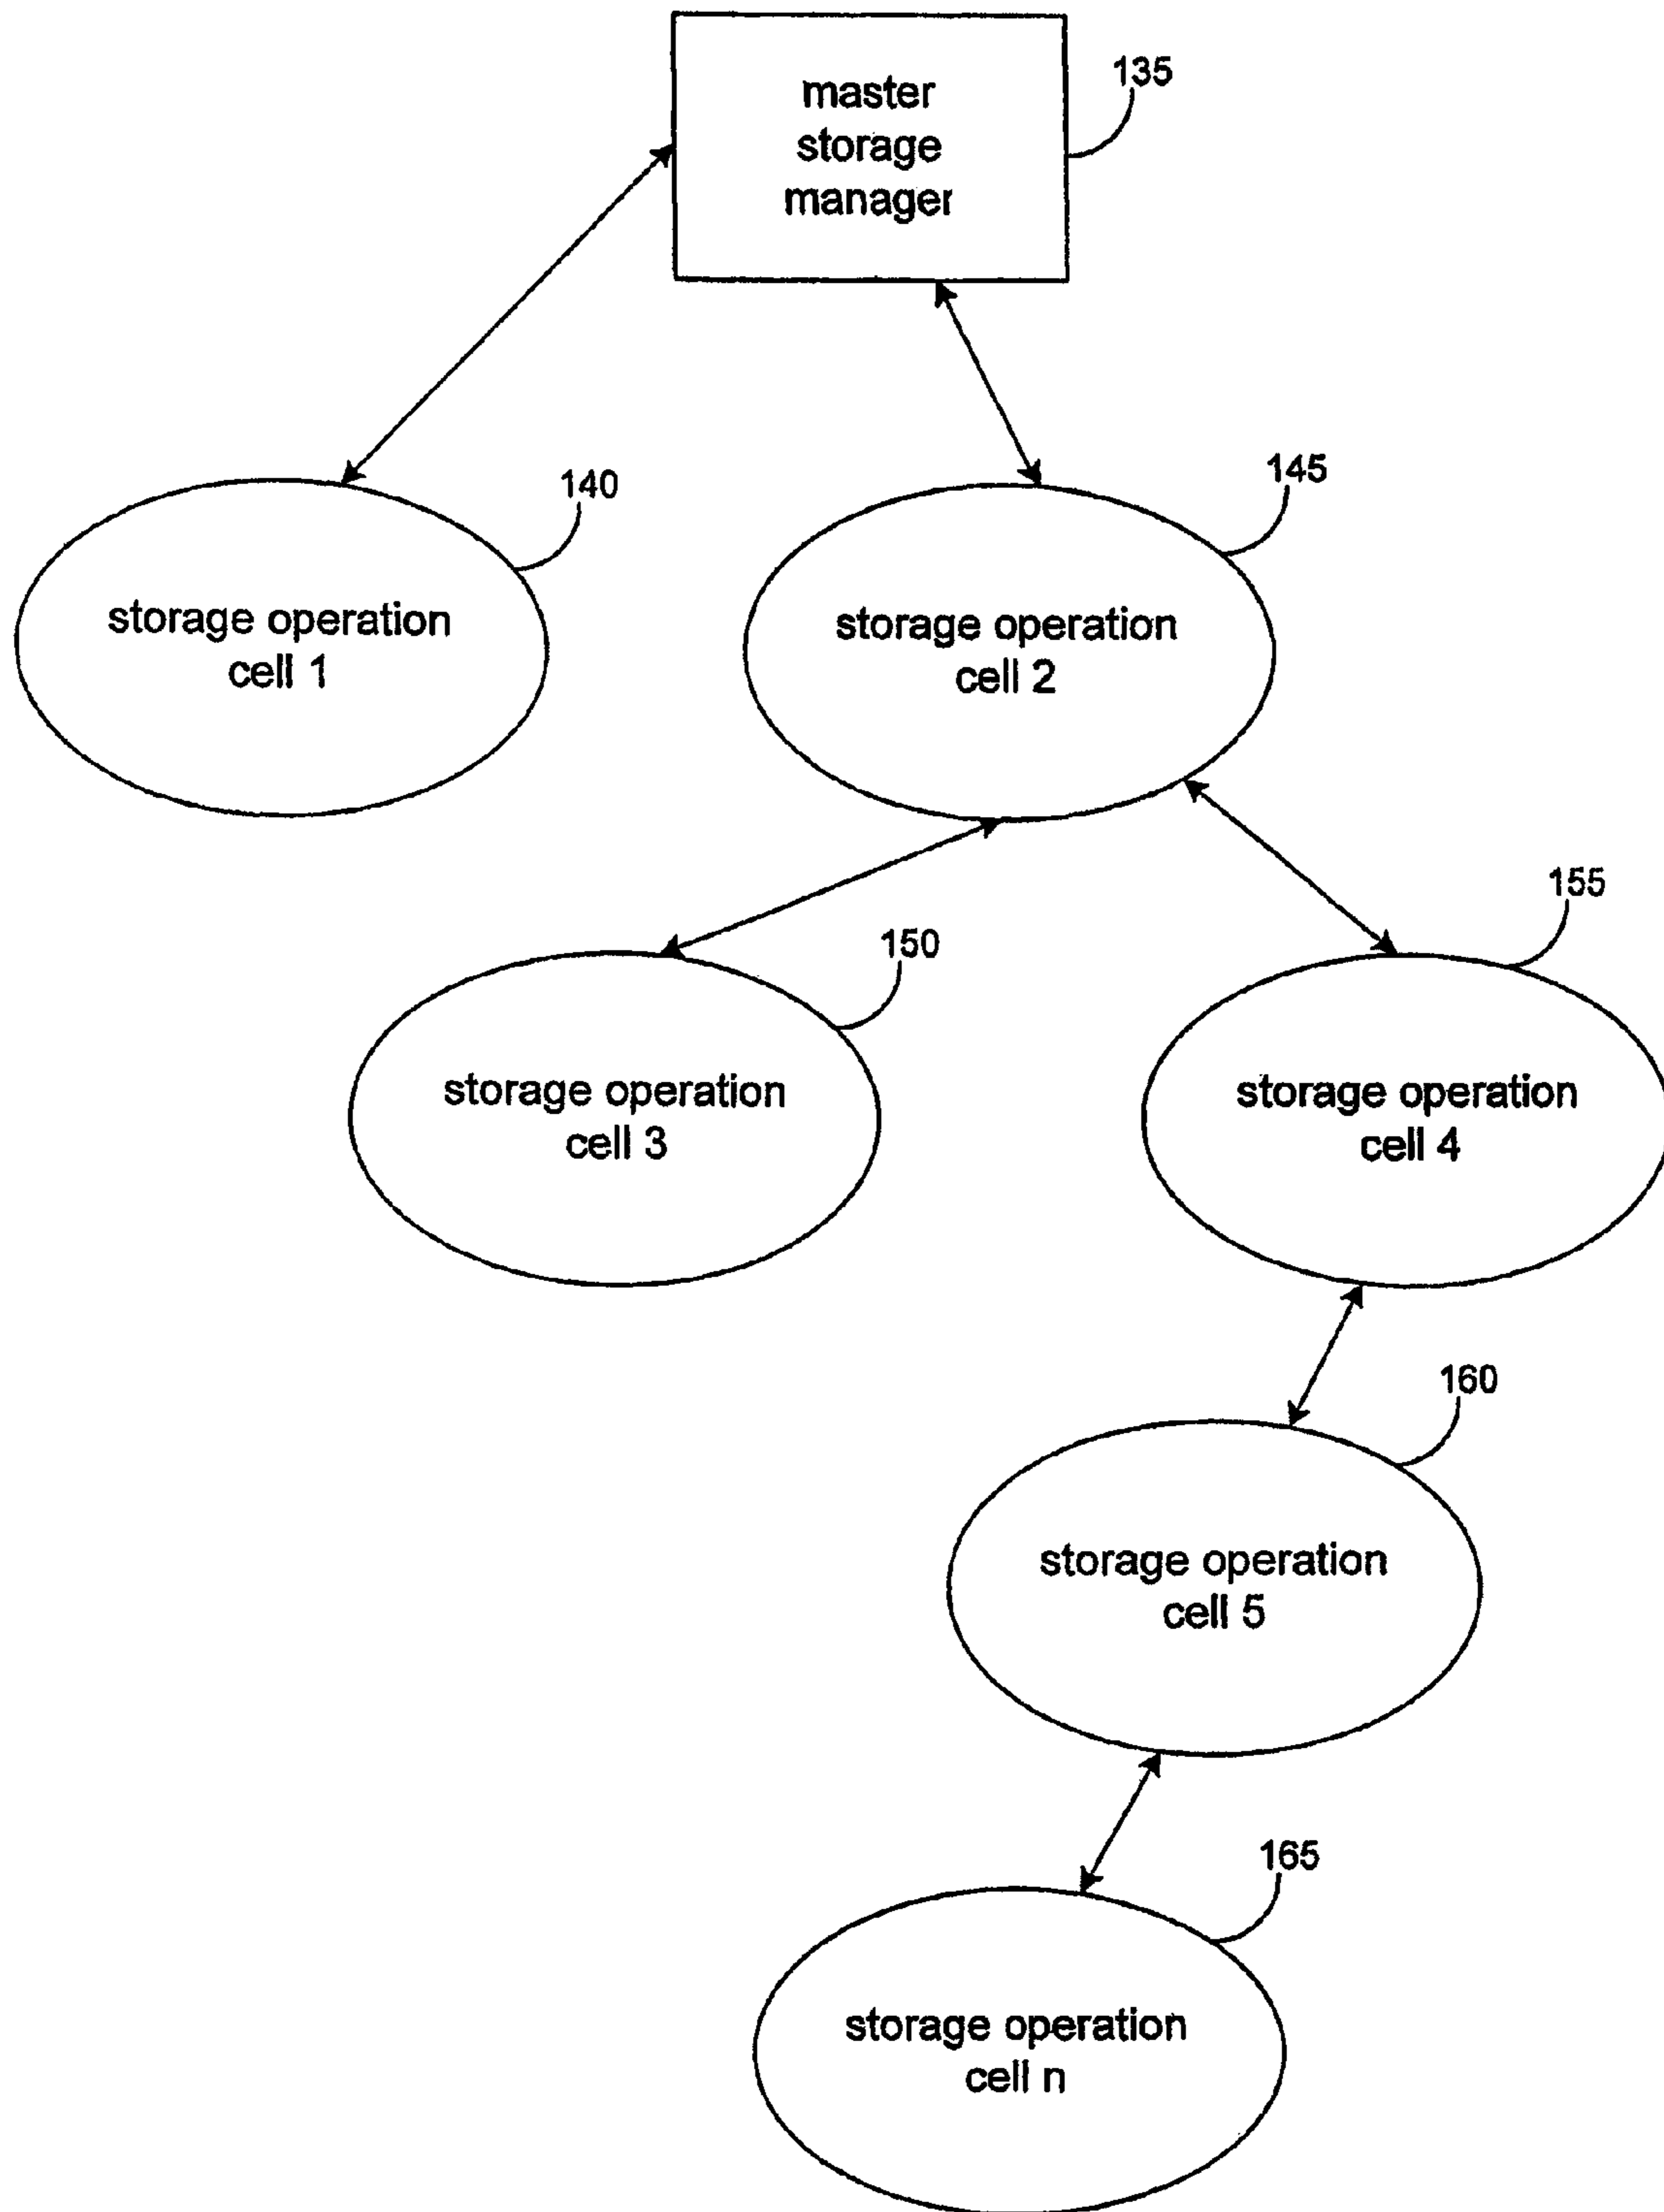 master
storage
manager
135
140
storage operation
cell 1
145
storage operation
cell 2
150
storage operation
cell 3
155
storage operation
cell 4
160
storage operation
cell 5
165
storage operation
cell n